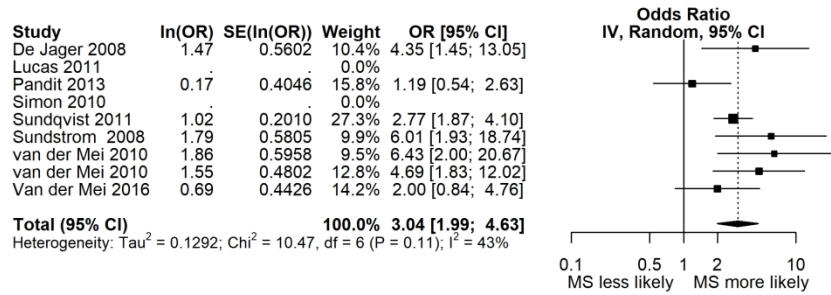 Odds Ratio
Study ln(OR) SE(ln(OR)) Weight OR [95% CI] IV, Random, 95% CI
De Jager 2008 1.47 0.5602 10.4% 4.35 [1.45; 13.05]
Lucas 2011 . . 0.0%
Pandit 2013 0.17 0.4046 15.8% 1.19 [0.54; 2.63]
Simon 2010 . . 0.0%
Sundqvist 2011 1.02 0.2010 27.3% 2.77 [1.87; 4.10]
Sundstrom 2008 1.79 0.5805 9.9% 6.01 [1.93; 18.74]
van der Mei 2010 1.86 0.5958 9.5% 6.43 [2.00; 20.67]
van der Mei 2010 1.55 0.4802 12.8% 4.69 [1.83; 12.02]
Van der Mei 2016 0.69 0.4426 14.2% 2.00 [0.84; 4.76]
Total (95% CI) 100.0% 3.04 [1.99; 4.63]
Heterogeneity: Tau² = 0.1292; Chi² = 10.47, df = 6 (P = 0.11); I² = 43%
0.1 0.5 1 2 10
MS less likely MS more likely